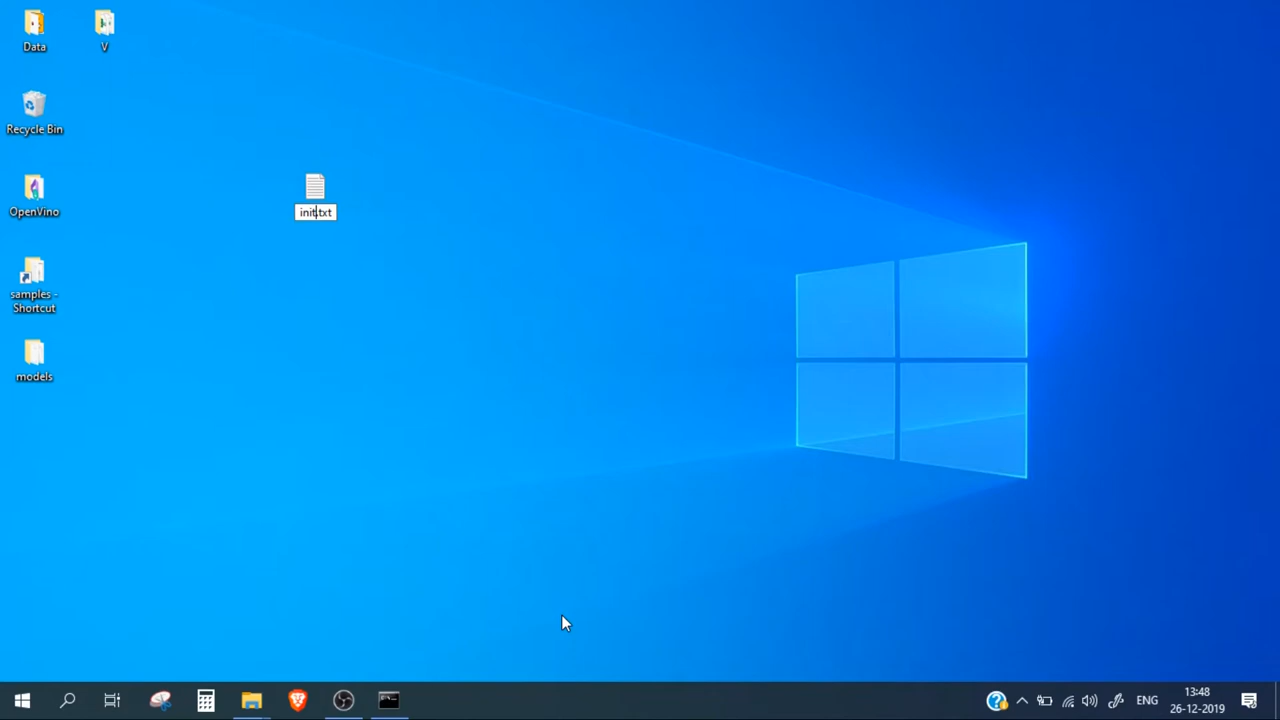 Data
V
Recycle Bin
init.txt
OpenVino
samples -
Shortcut
models
ENG
13:48
26-12-2019